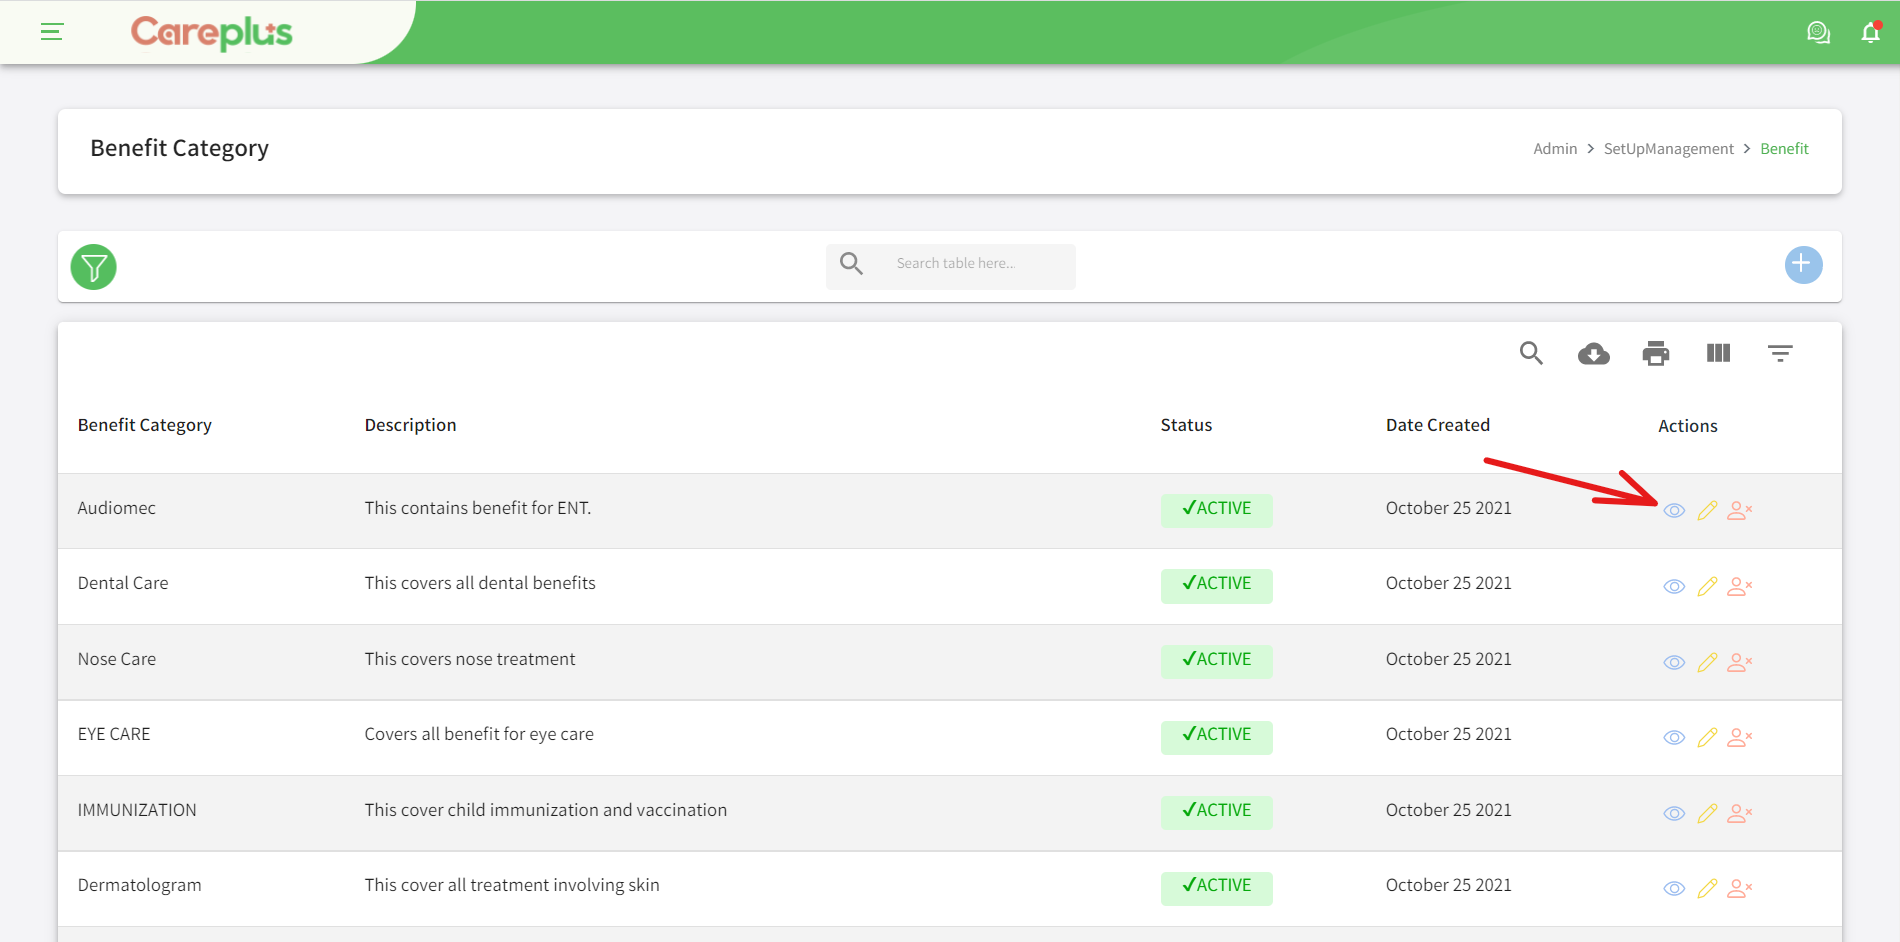 Careplus
Benefit Category
Admin > SetUpManagement > Benefit
Search table here...
Benefit Category Description Status Date Created Actions
Audiomec This contains benefit for ENT. ✓ACTIVE October 25 2021
Dental Care This covers all dental benefits ✓ACTIVE October 25 2021
Nose Care This covers nose treatment ✓ACTIVE October 25 2021
EYE CARE Covers all benefit for eye care ✓ACTIVE October 25 2021
IMMUNIZATION This cover child immunization and vaccination ✓ACTIVE October 25 2021
Dermatologram This cover all treatment involving skin ✓ACTIVE October 25 2021